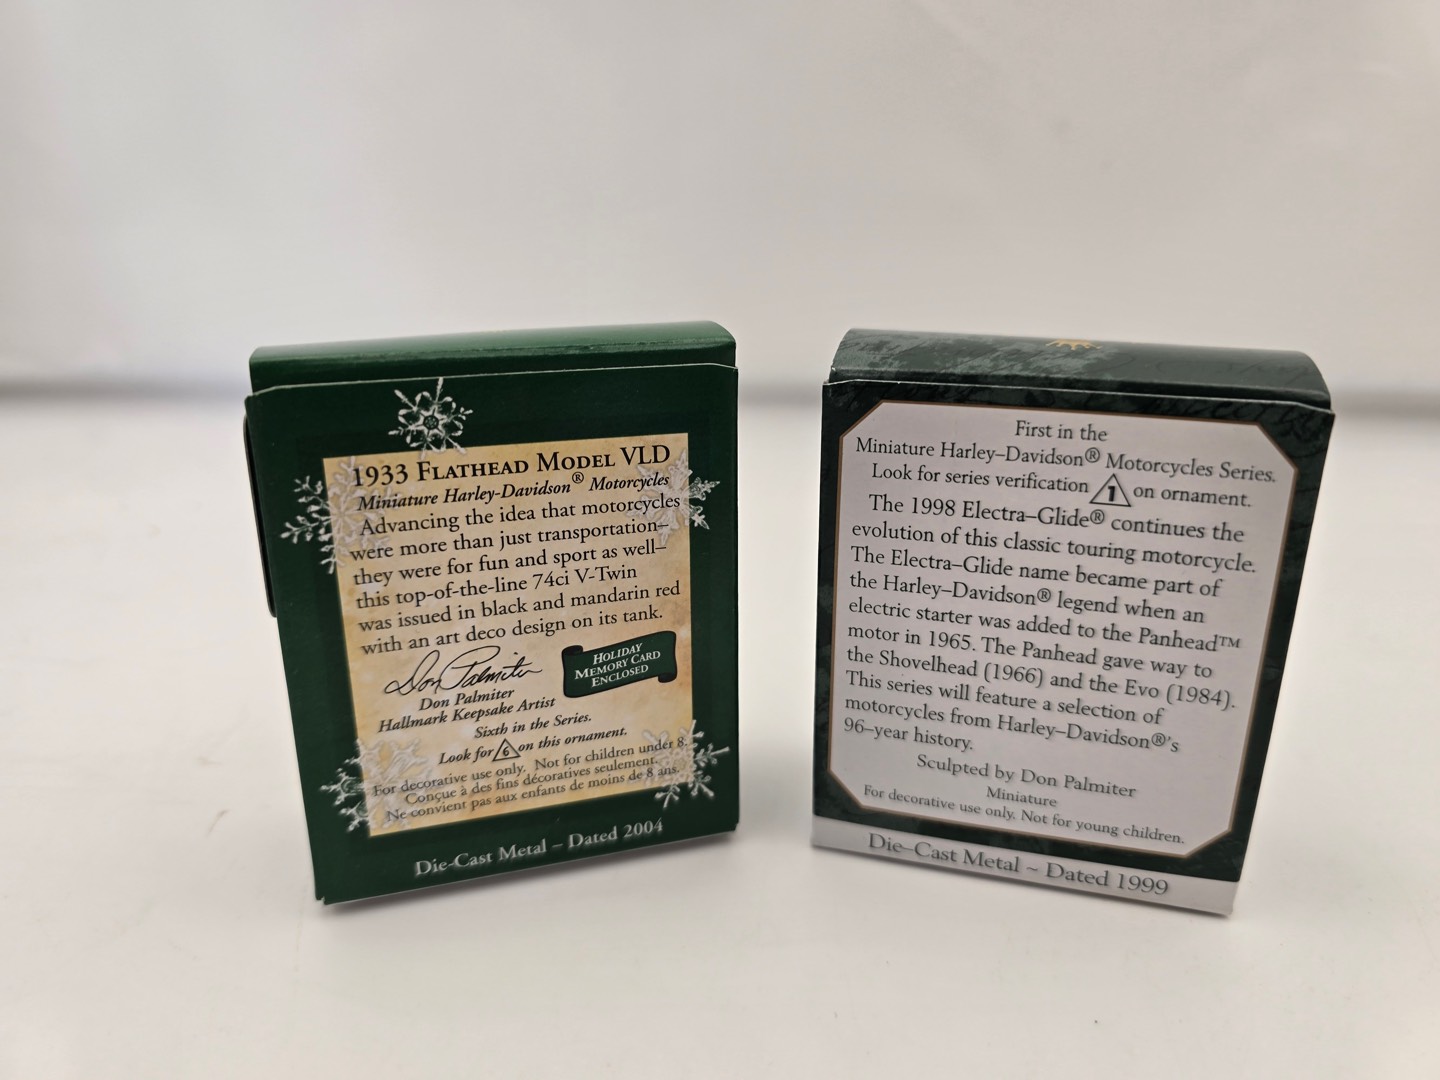 1933 Flathead Model VLD
Miniature Harley-Davidson® Motorcycles
Advancing the idea that motorcycles
were more than just transportation–
they were for fun and sport as well–
this top-of-the-line 74ci V-Twin
was issued in black and mandarin red
with an art deco design on its tank.
Don Palmiter
Holiday
Memory Card
Enclosed
Don Palmiter
Hallmark Keepsake Artist
Sixth in the Series.
Look for 6 on this ornament.
For decorative use only. Not for children under 8.
Conçue à des fins décoratives seulement.
Ne convient pas aux enfants de moins de 8 ans.
Die-Cast Metal – Dated 2004
First in the
Miniature Harley–Davidson® Motorcycles Series.
Look for series verification 1 on ornament.
The 1998 Electra–Glide® continues the
evolution of this classic touring motorcycle.
The Electra–Glide name became part of
the Harley–Davidson® legend when an
electric starter was added to the Panhead™
motor in 1965. The Panhead gave way to
the Shovelhead (1966) and the Evo (1984).
This series will feature a selection of
motorcycles from Harley–Davidson®'s
96–year history.
Sculpted by Don Palmiter
Miniature
For decorative use only. Not for young children.
Die–Cast Metal ~ Dated 1999